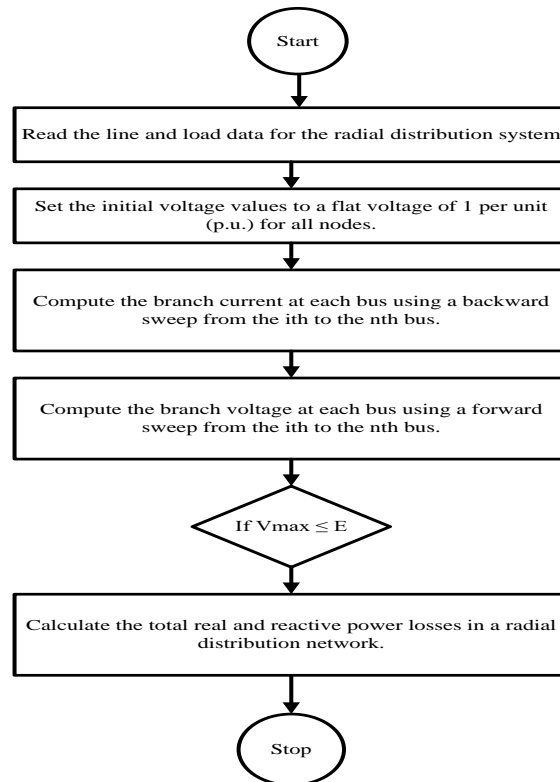 Start
Read the line and load data for the radial distribution system
Set the initial voltage values to a flat voltage of 1 per unit
(p.u.) for all nodes.
Compute the branch current at each bus using a backward
sweep from the ith to the nth bus.
Compute the branch voltage at each bus using a forward
sweep from the ith to the nth bus.
If Vmax ≤ E
Calculate the total real and reactive power losses in a radial
distribution network.
Stop